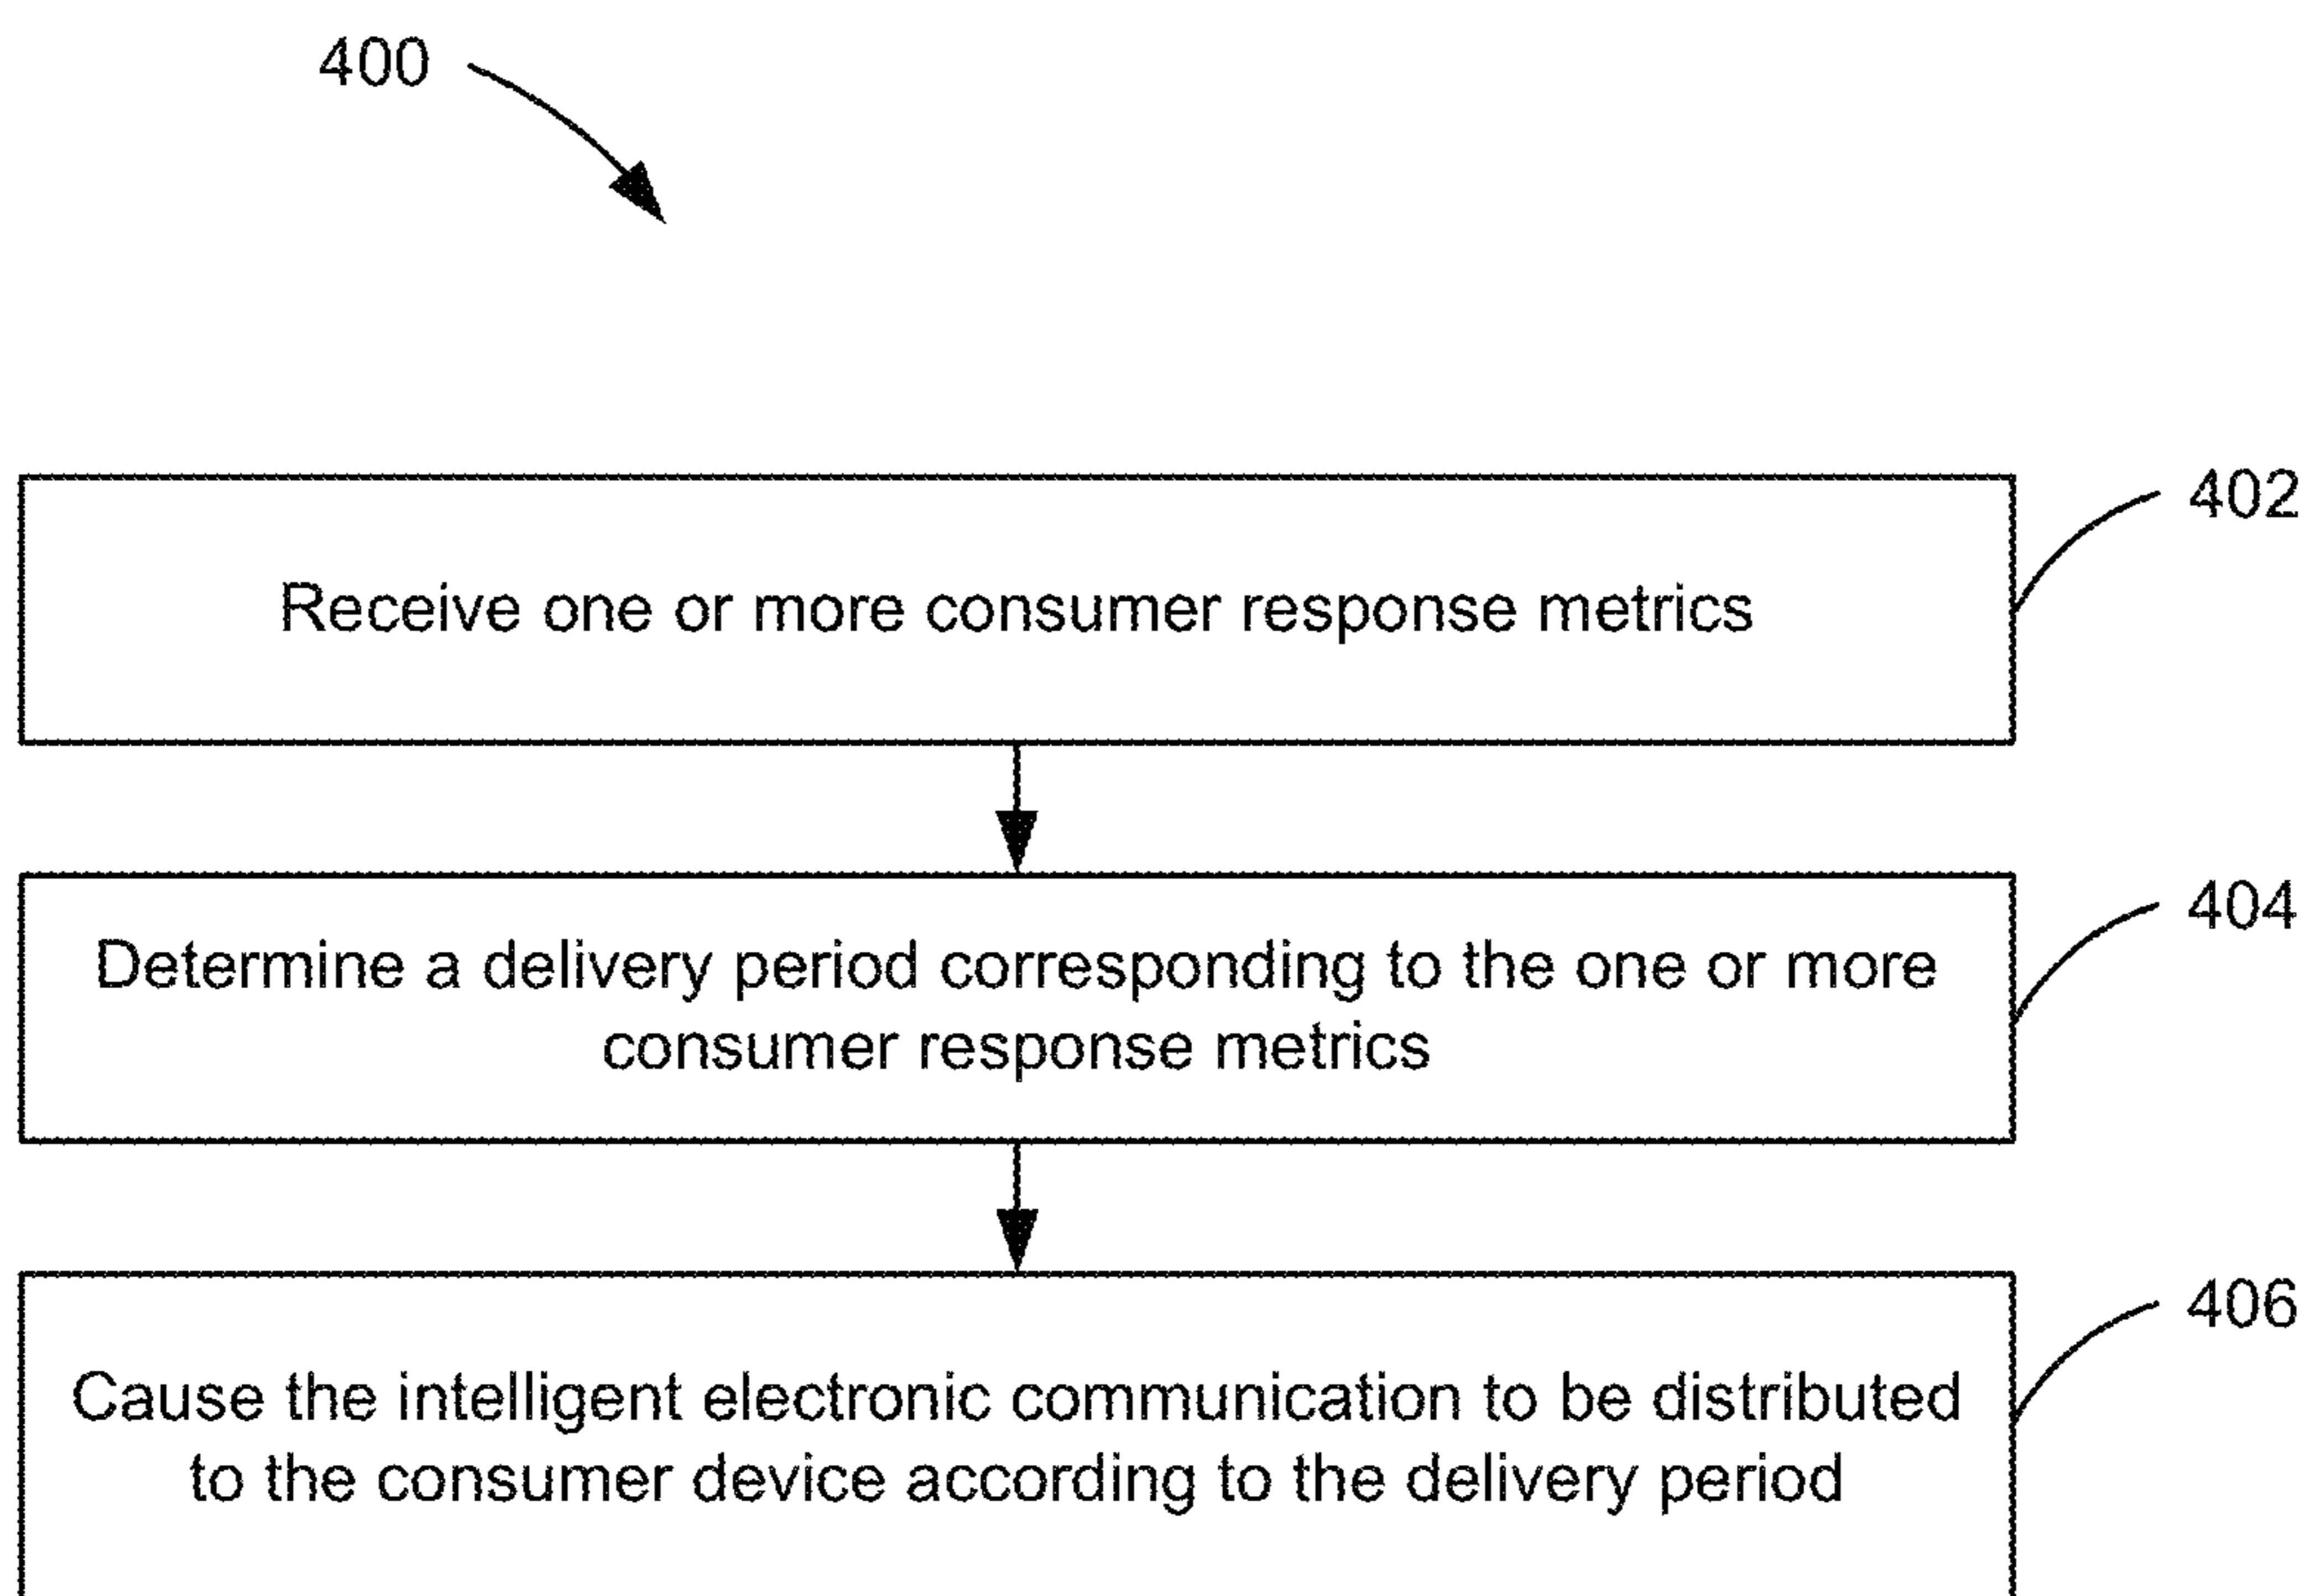 400
402
Receive one or more consumer response metrics
404
Determine a delivery period corresponding to the one or more
consumer response metrics
406
Cause the intelligent electronic communication to be distributed
to the consumer device according to the delivery period